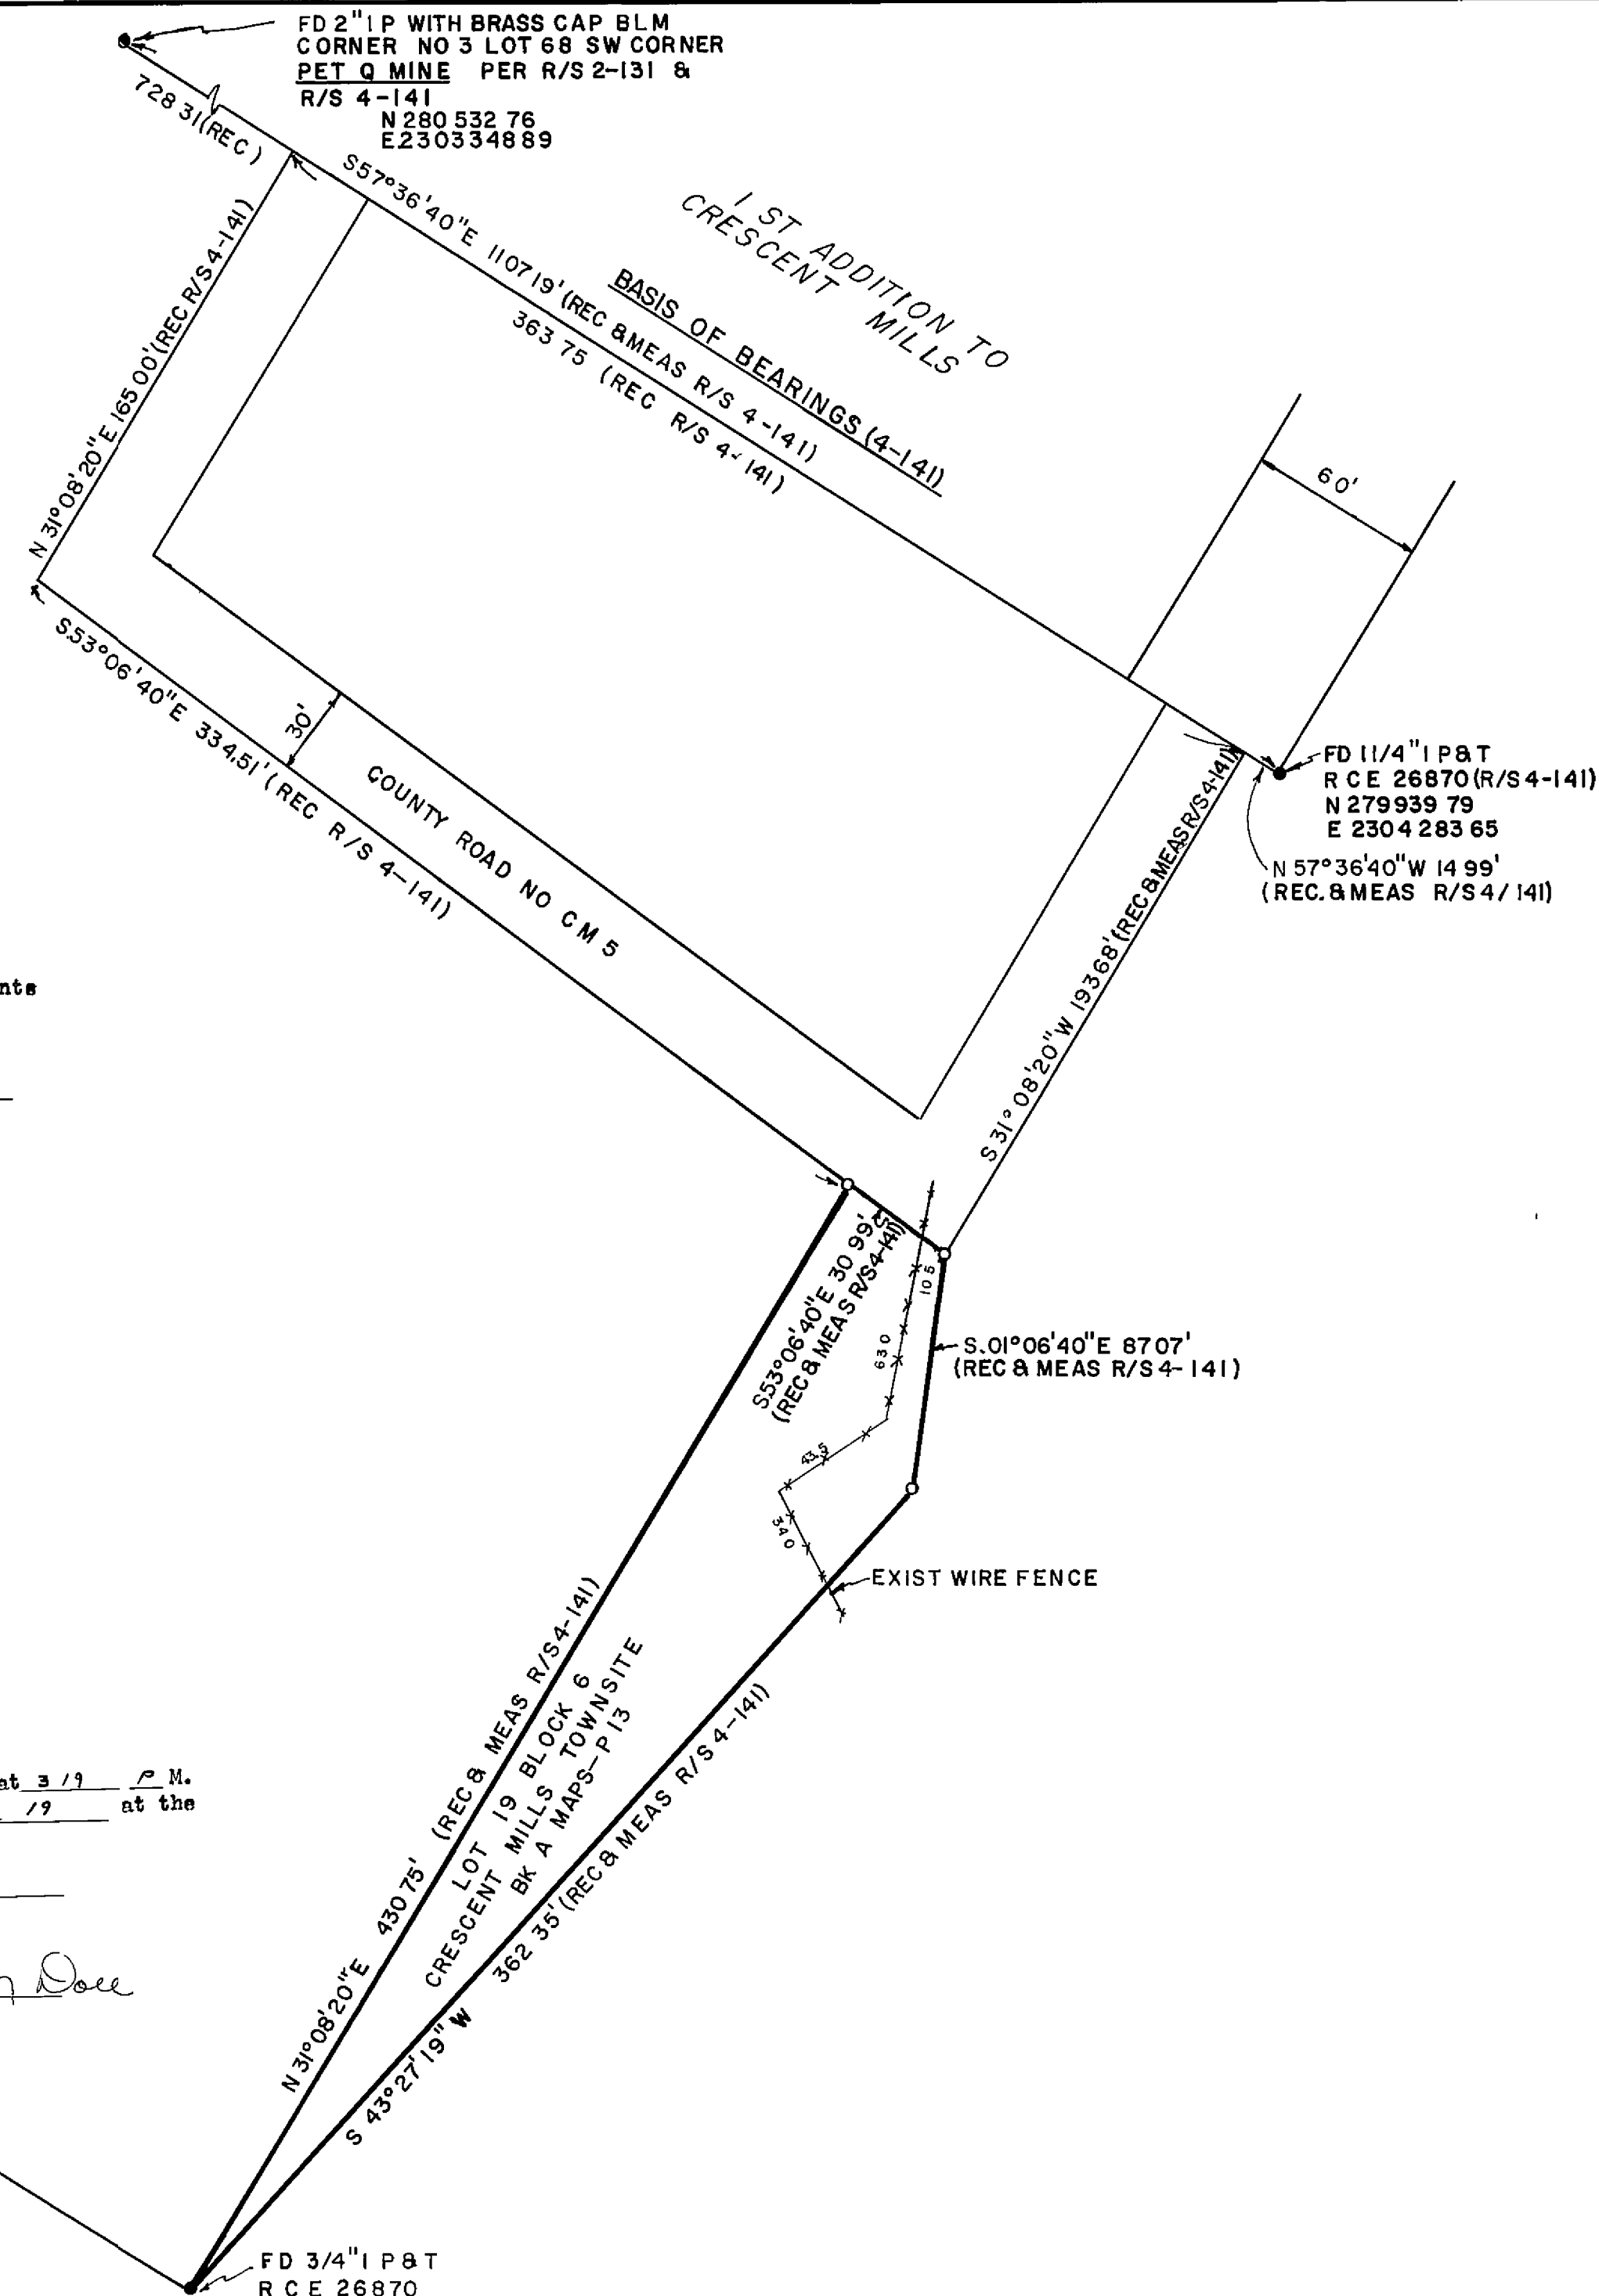 FD 2" I P WITH BRASS CAP BLM
CORNER NO 3 LOT 68 SW CORNER
PET Q MINE PER R/S 2-131 &
R/S 4-141
N 280 532 76
E 2303348 89
728 31 (REC)
S 57°36'40" E 1107 19' (REC & MEAS R/S 4-141)
363 75 (REC R/S 4-141)
BASIS OF BEARINGS (4-141)
1 ST ADDITION TO
CRESCENT MILLS
N 31°08'20" E 165 00' (REC R/S 4-141)
60'
S.53°06'40" E 334.51' (REC R/S 4-141)
30'
COUNTY ROAD NO CM 5
FD 1 1/4" I P & T
R C E 26870 (R/S 4-141)
N 279939 79
E 2304 283 65
N 57°36'40" W 14 99'
(REC. & MEAS R/S 4/141)
S 31°08'20" W 193 68' (REC & MEAS R/S 4-141)
nts
S53°06'40"E 30 99'
(REC & MEAS R/S 4-141)
10 5
63 0
S.01°06'40"E 87 07'
(REC & MEAS R/S 4-141)
43.5
34 0
EXIST WIRE FENCE
N 31°08'20" E 430 75' (REC & MEAS R/S 4-141)
LOT 19 BLOCK 6
CRESCENT MILLS TOWNSITE
BK A MAPS-P 13
S 43°27'19" W 362 35' (REC & MEAS R/S 4-141)
at 3 19 P M.
19 at the
Doll
FD 3/4" I P & T
R C E 26870